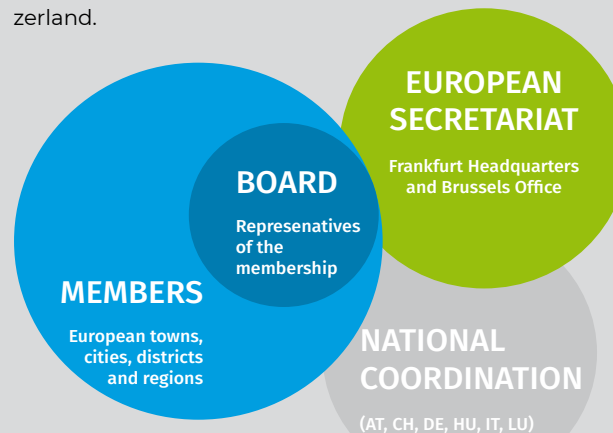 zerland.
EUROPEAN
SECRETARIAT
Frankfurt Headquarters
and Brussels Office
BOARD
Represenatives
of the
membership
MEMBERS
European towns,
cities, districts
and regions
NATIONAL
COORDINATION
(AT, CH, DE, HU, IT, LU)